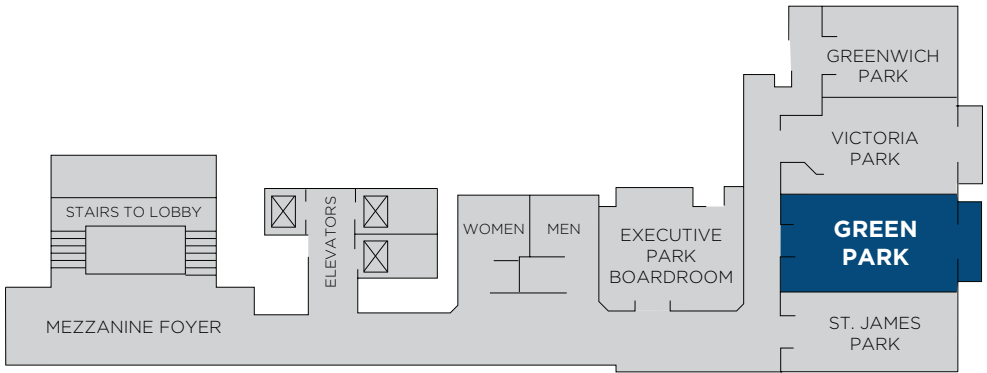 GREENWICH
PARK
VICTORIA
PARK
STAIRS TO LOBBY
ELEVATORS
WOMEN
MEN
EXECUTIVE
PARK
BOARDROOM
GREEN
PARK
MEZZANINE FOYER
ST. JAMES
PARK